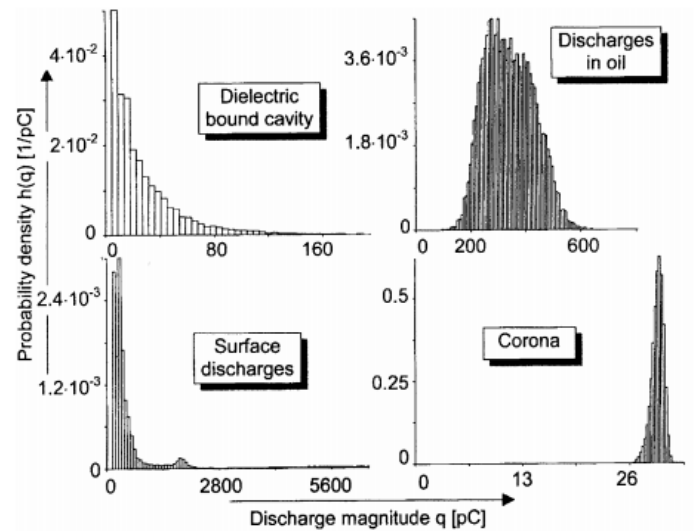 Probability density h(q) [1/pC]
4·10⁻²
2·10⁻²
0
Dielectric
bound cavity
0 80 160
3.6·10⁻³
1.8·10⁻³
0
Discharges
in oil
0 200 600
2.4·10⁻³
1.2·10⁻³
0
Surface
discharges
0 2800 5600
0.5
0.25
0
Corona
0 13 26
Discharge magnitude q [pC]